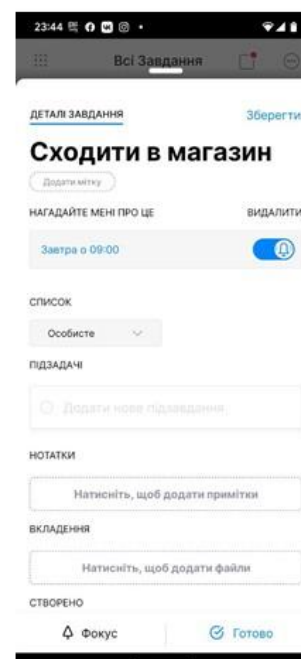 23:44
Всі Завдання
ДЕТАЛІ ЗАВДАННЯ Зберегти
Сходити в магазин
Додати мітку
НАГАДАЙТЕ МЕНІ ПРО ЦЕ ВИДАЛИТИ
Завтра о 09:00
СПИСОК
Особисте
ПІДЗАДАЧІ
Додати нове підзавдання.
НОТАТКИ
Натисніть, щоб додати примітки
ВКЛАДЕННЯ
Натисніть, щоб додати файли
СТВОРЕНО
Фокус Готово